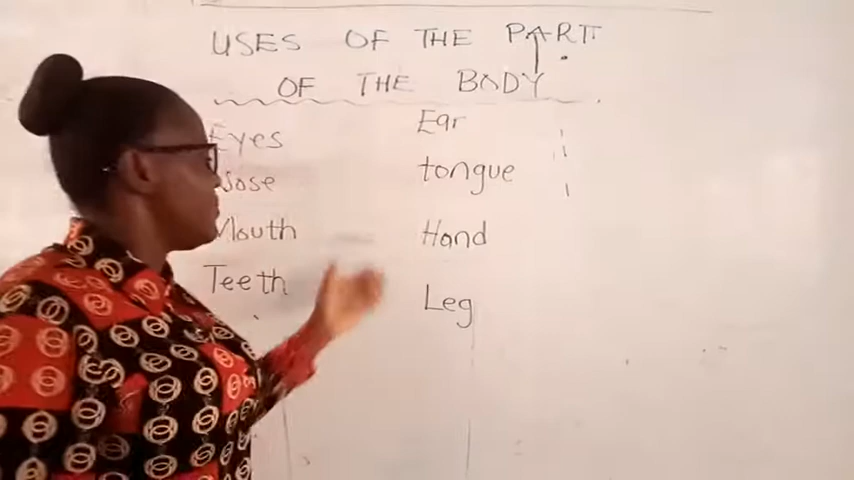 USES OF THE PART
OF THE BODY
Eyes Ear
Nose tongue
Mouth Hand
Teeth Leg